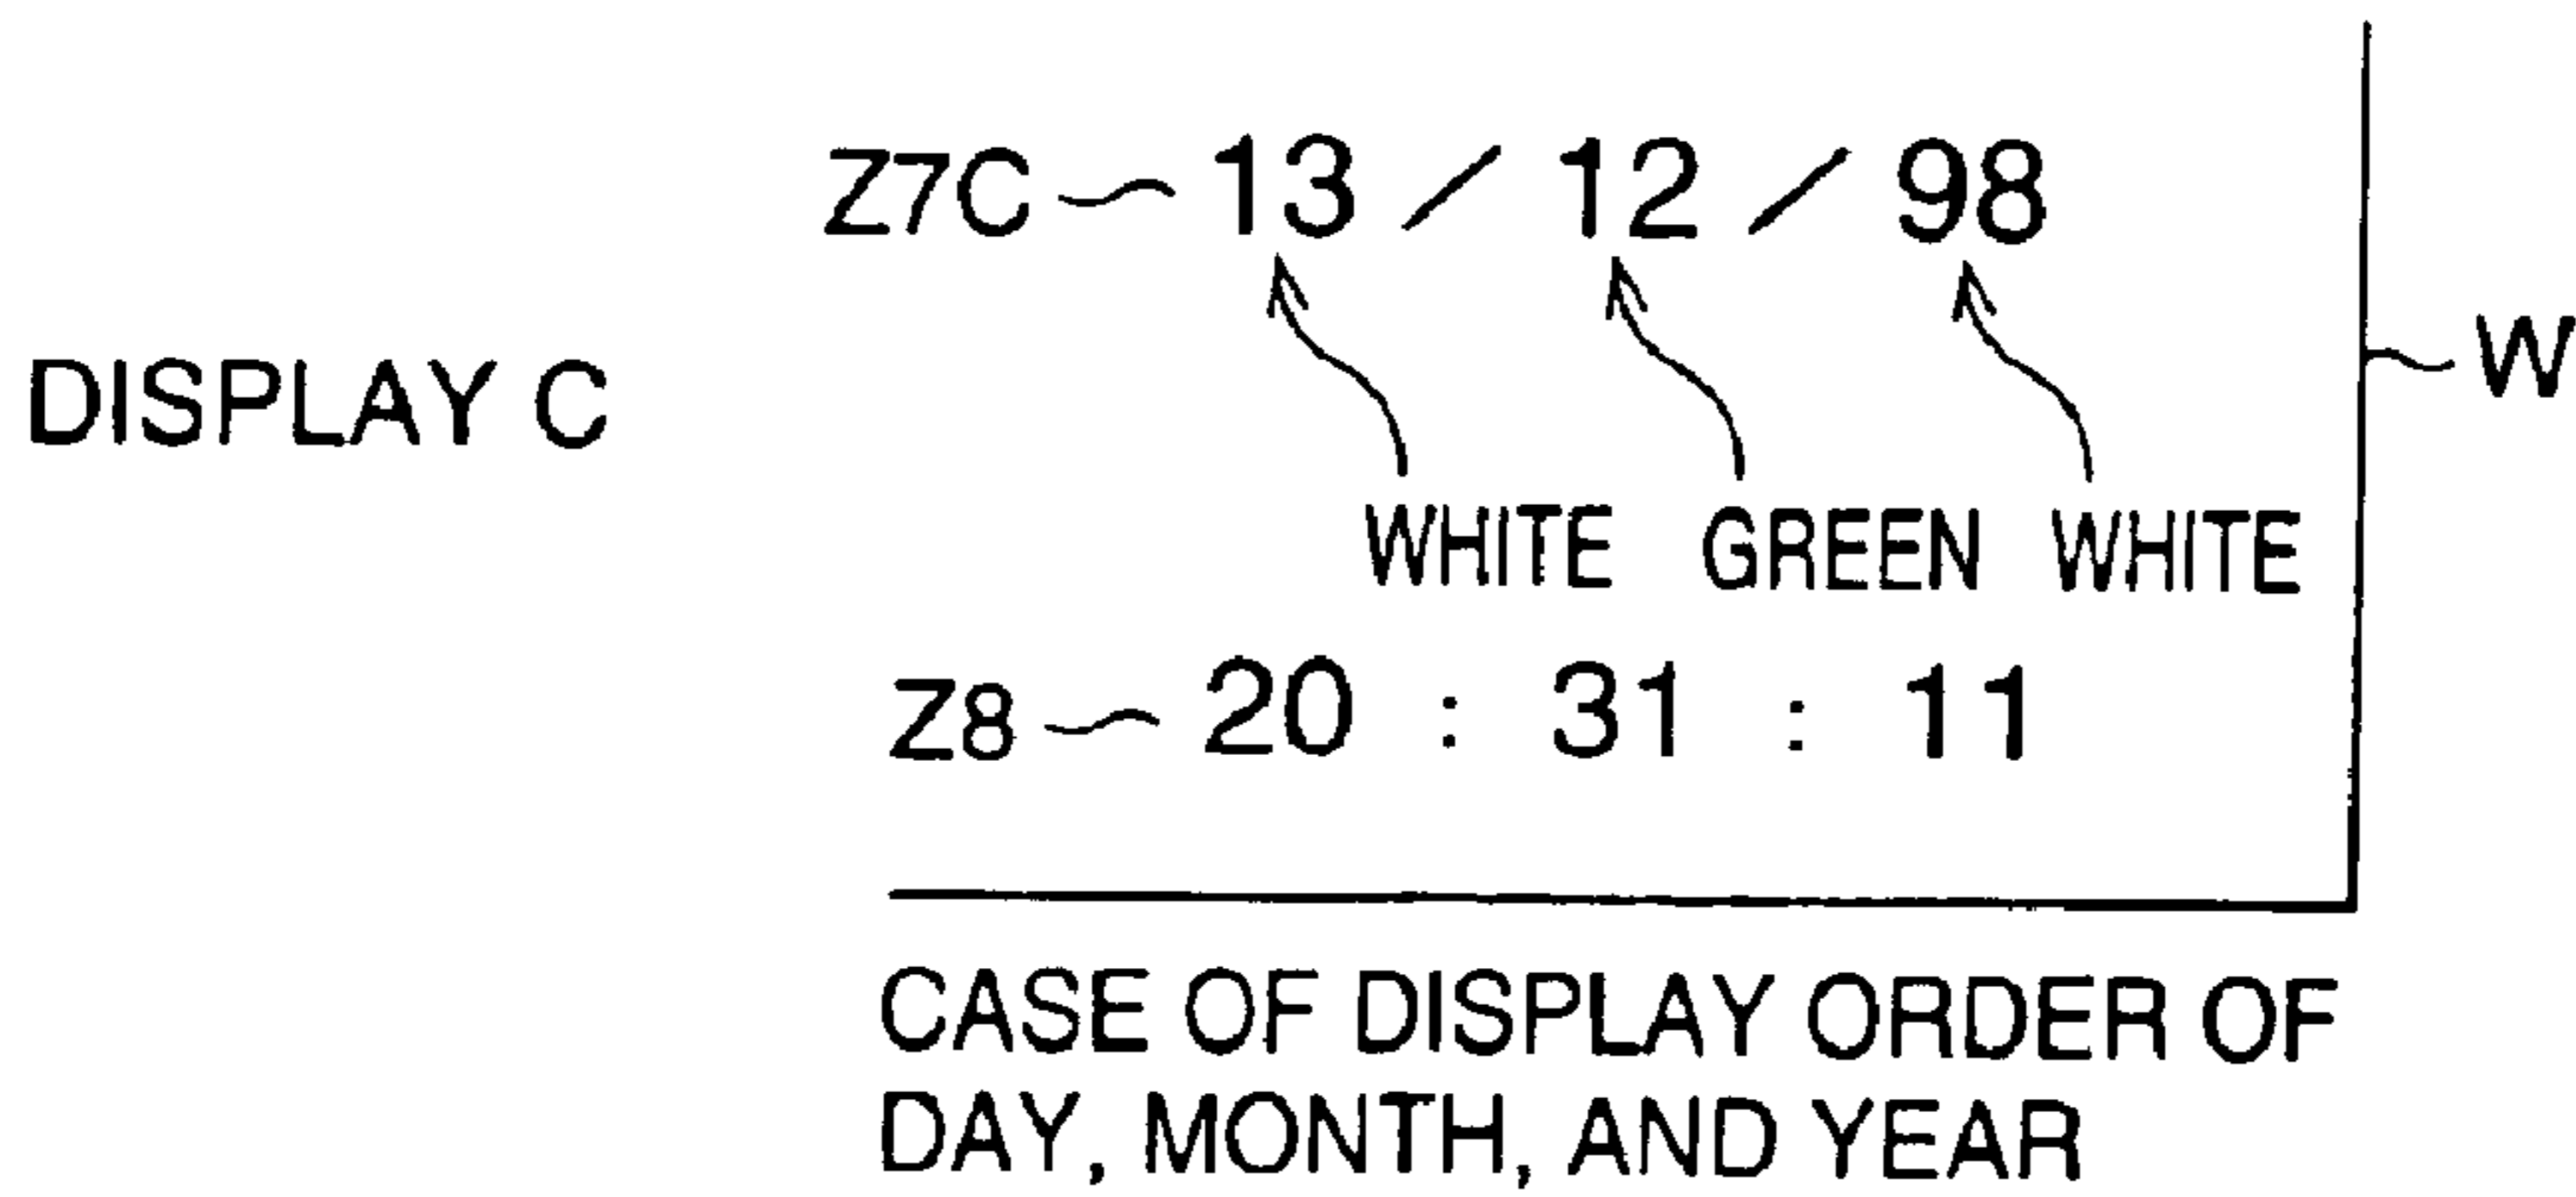 Z7C 13 / 12 / 98
DISPLAY C
W
WHITE GREEN WHITE
Z8 20 : 31 : 11
CASE OF DISPLAY ORDER OF
DAY, MONTH, AND YEAR